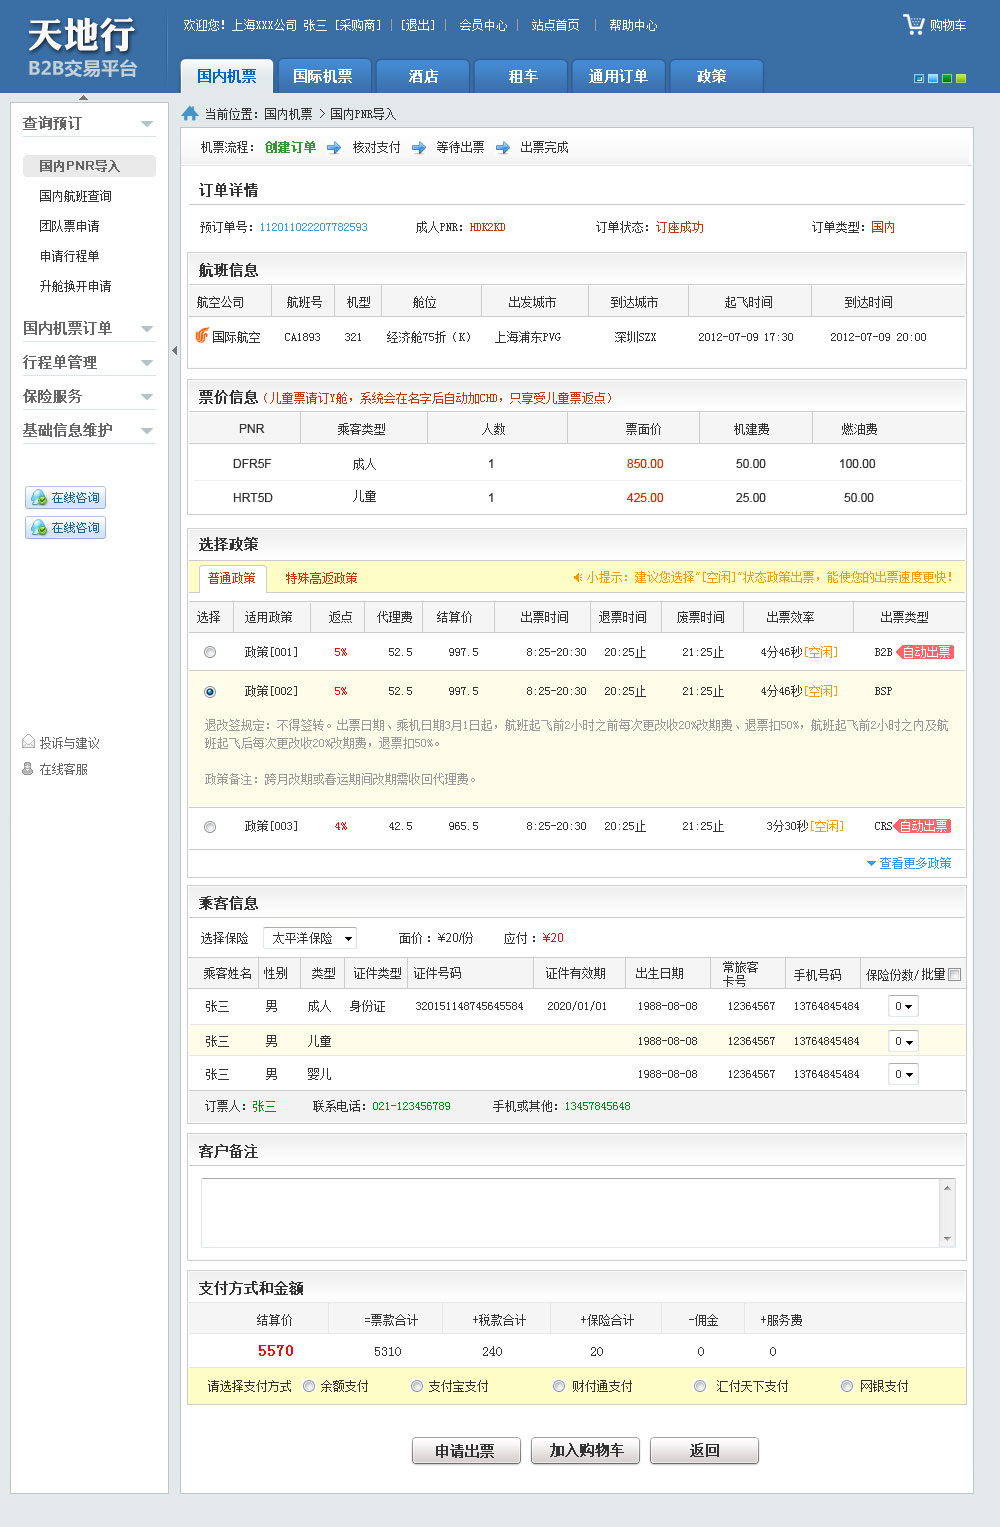 天地行
B2B交易平台
欢迎您! 上海XXX公司 张三 [采购商] | [退出] | 会员中心 | 站点首页 | 帮助中心
购物车
国内机票 国际机票 酒店 租车 通用订单 政策
查询预订
国内PNR导入
国内航班查询
团队票申请
申请行程单
升舱换开申请
国内机票订单
行程单管理
保险服务
基础信息维护
在线咨询
在线咨询
投诉与建议
在线客服
当前位置: 国内机票 > 国内PNR导入
机票流程: 创建订单 核对支付 等待出票 出票完成
订单详情
预订单号: 112011022207782593 成人PNR: HDK2KD 订单状态: 订座成功 订单类型: 国内
航班信息
航空公司 航班号 机型 舱位 出发城市 到达城市 起飞时间 到达时间
国际航空 CA1893 321 经济舱75折（K） 上海浦东PVG 深圳SZX 2012-07-09 17:30 2012-07-09 20:00
票价信息（儿童票请订Y舱，系统会在名字后自动加CHD，只享受儿童票返点）
PNR 乘客类型 人数 票面价 机建费 燃油费
DFR5F 成人 1 850.00 50.00 100.00
HRT5D 儿童 1 425.00 25.00 50.00
选择政策
普通政策 特殊高返政策 小提示: 建议您选择"[空闲]"状态政策出票，能使您的出票速度更快!
选择 适用政策 返点 代理费 结算价 出票时间 退票时间 废票时间 出票效率 出票类型
政策[001] 5% 52.5 997.5 8:25-20:30 20:25止 21:25止 4分46秒[空闲] B2B 自动出票
政策[002] 5% 52.5 997.5 8:25-20:30 20:25止 21:25止 4分46秒[空闲] BSP
退改签规定: 不得签转。出票日期、乘机日期3月1日起，航班起飞前2小时之前每次更改收20%改期费、退票扣50%，航班起飞前2小时之内及航
班起飞后每次更改收20%改期费，退票扣50%。
政策备注: 跨月改期或春运期间改期需收回代理费。
政策[003] 4% 42.5 965.5 8:25-20:30 20:25止 21:25止 3分30秒[空闲] CRS 自动出票
查看更多政策
乘客信息
选择保险 太平洋保险 面价：¥20/份 应付：¥20
乘客姓名 性别 类型 证件类型 证件号码 证件有效期 出生日期 常旅客 手机号码 保险份数/批量
卡号
张三 男 成人 身份证 320151148745645584 2020/01/01 1988-08-08 12364567 13764845484 0
张三 男 儿童 1988-08-08 12364567 13764845484 0
张三 男 婴儿 1988-08-08 12364567 13764845484 0
订票人: 张三 联系电话: 021-123456789 手机或其他: 13457845648
客户备注
支付方式和金额
结算价 =票款合计 +税款合计 +保险合计 -佣金 +服务费
5570 5310 240 20 0 0
请选择支付方式 余额支付 支付宝支付 财付通支付 汇付天下支付 网银支付
申请出票 加入购物车 返回